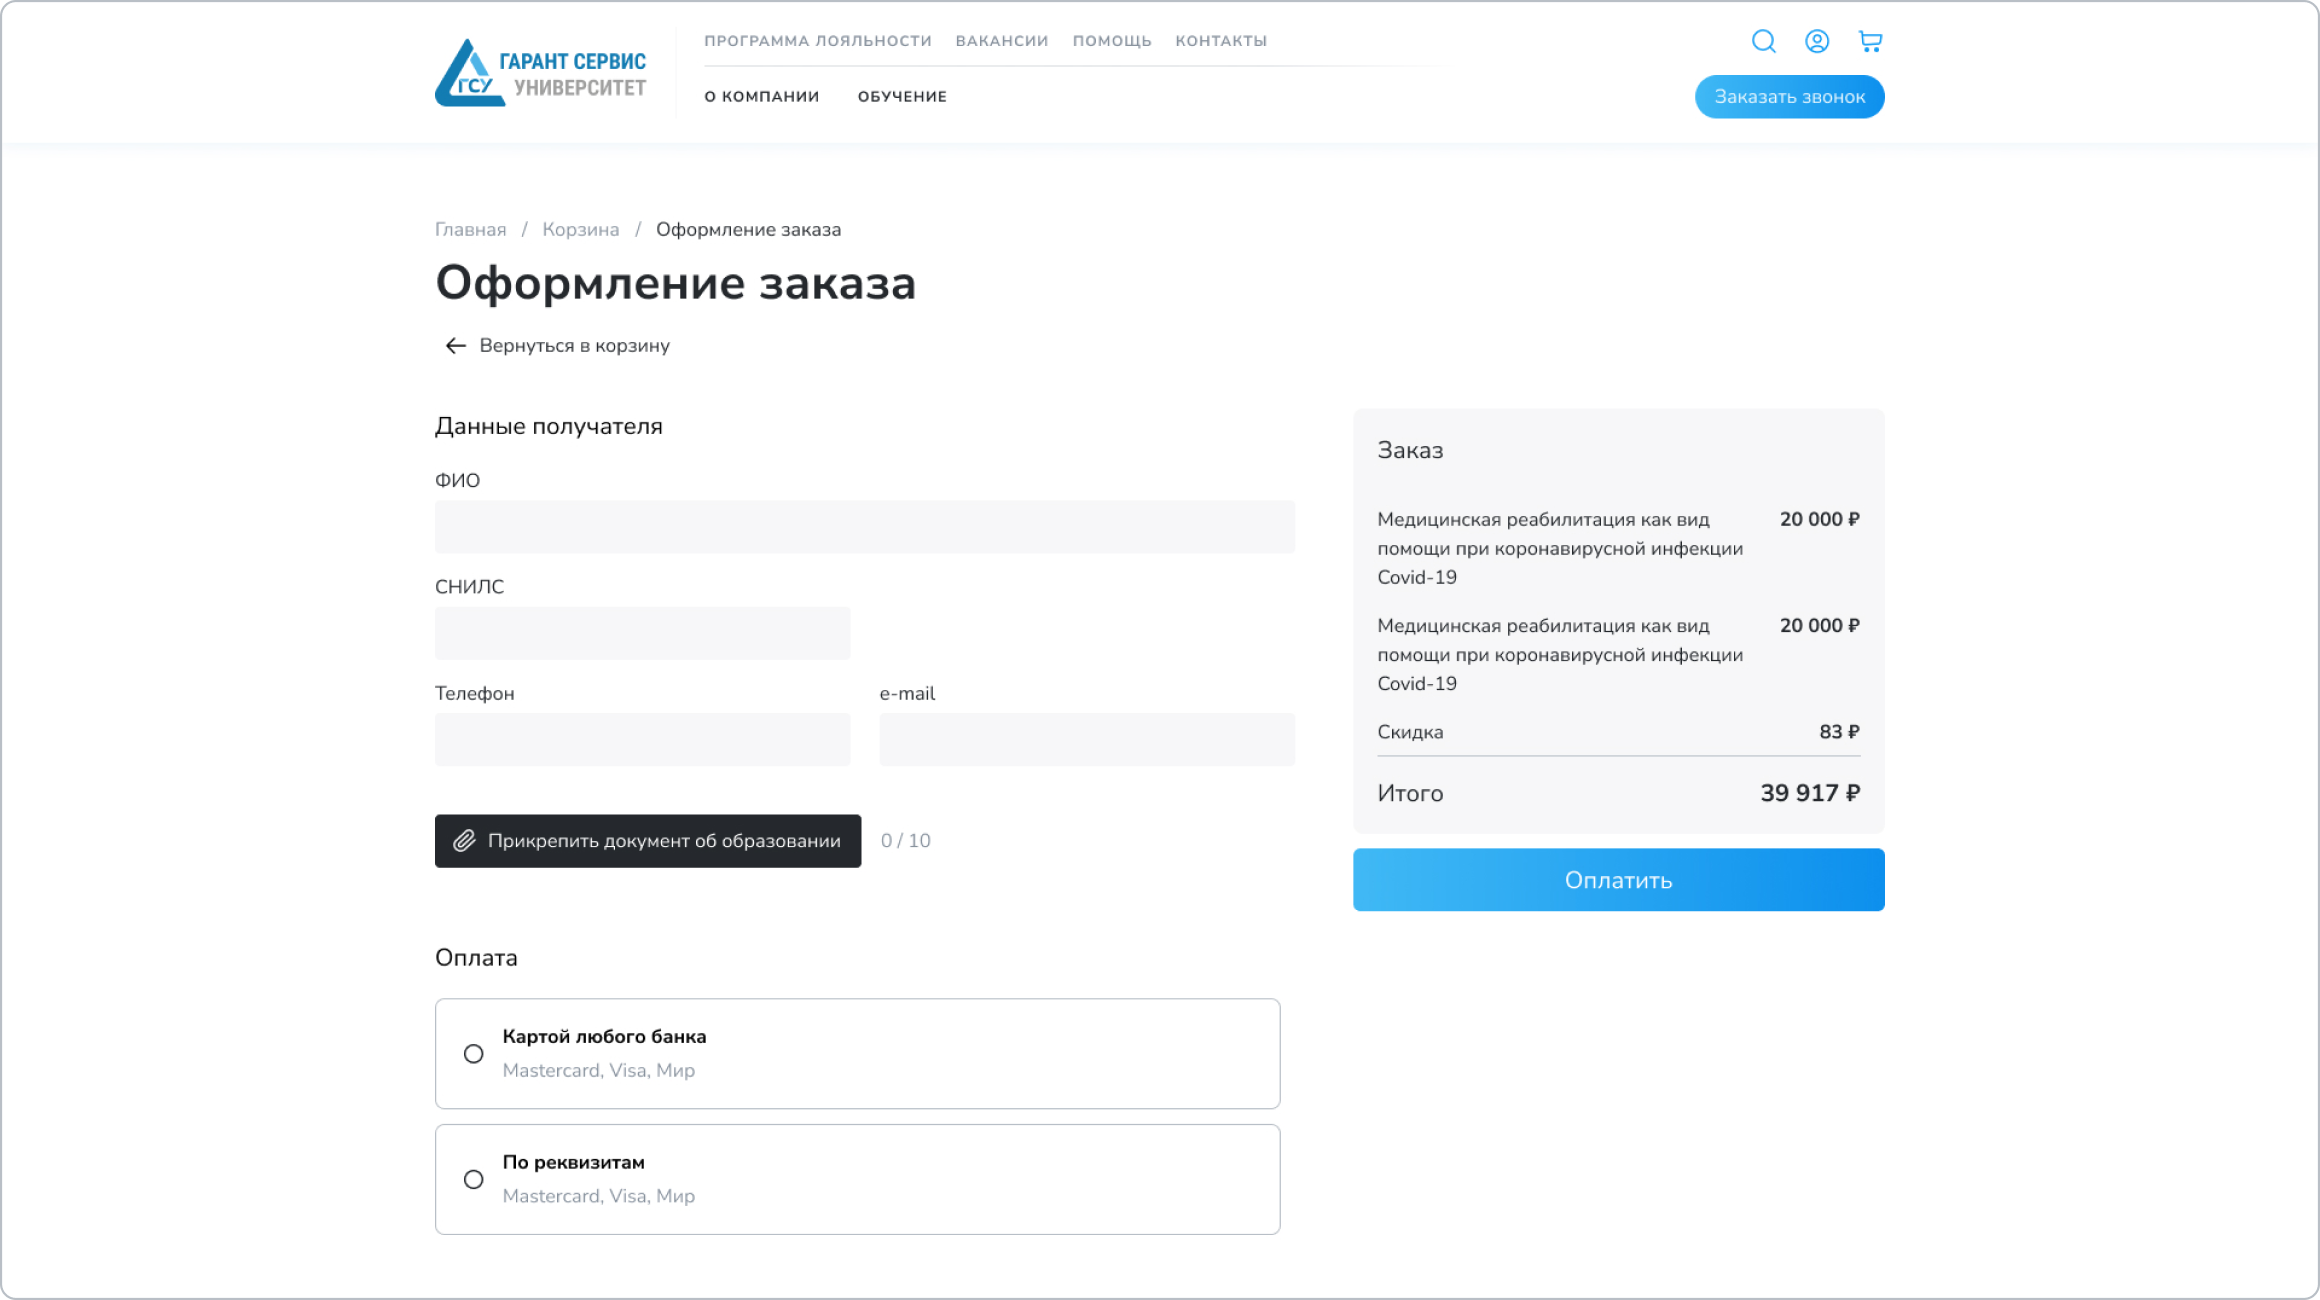 ГАРАНТ СЕРВИС
УНИВЕРСИТЕТ
ГСУ
ПРОГРАММА ЛОЯЛЬНОСТИ ВАКАНСИИ ПОМОЩЬ КОНТАКТЫ
О КОМПАНИИ ОБУЧЕНИЕ
Заказать звонок
Главная / Корзина / Оформление заказа
Оформление заказа
Вернуться в корзину
Данные получателя
ФИО
СНИЛС
Телефон e-mail
Прикрепить документ об образовании 0 / 10
Оплата
Картой любого банка
Mastercard, Visa, Мир
По реквизитам
Mastercard, Visa, Мир
Заказ
Медицинская реабилитация как вид 20 000 ₽
помощи при коронавирусной инфекции
Covid-19
Медицинская реабилитация как вид 20 000 ₽
помощи при коронавирусной инфекции
Covid-19
Скидка 83 ₽
Итого 39 917 ₽
Оплатить